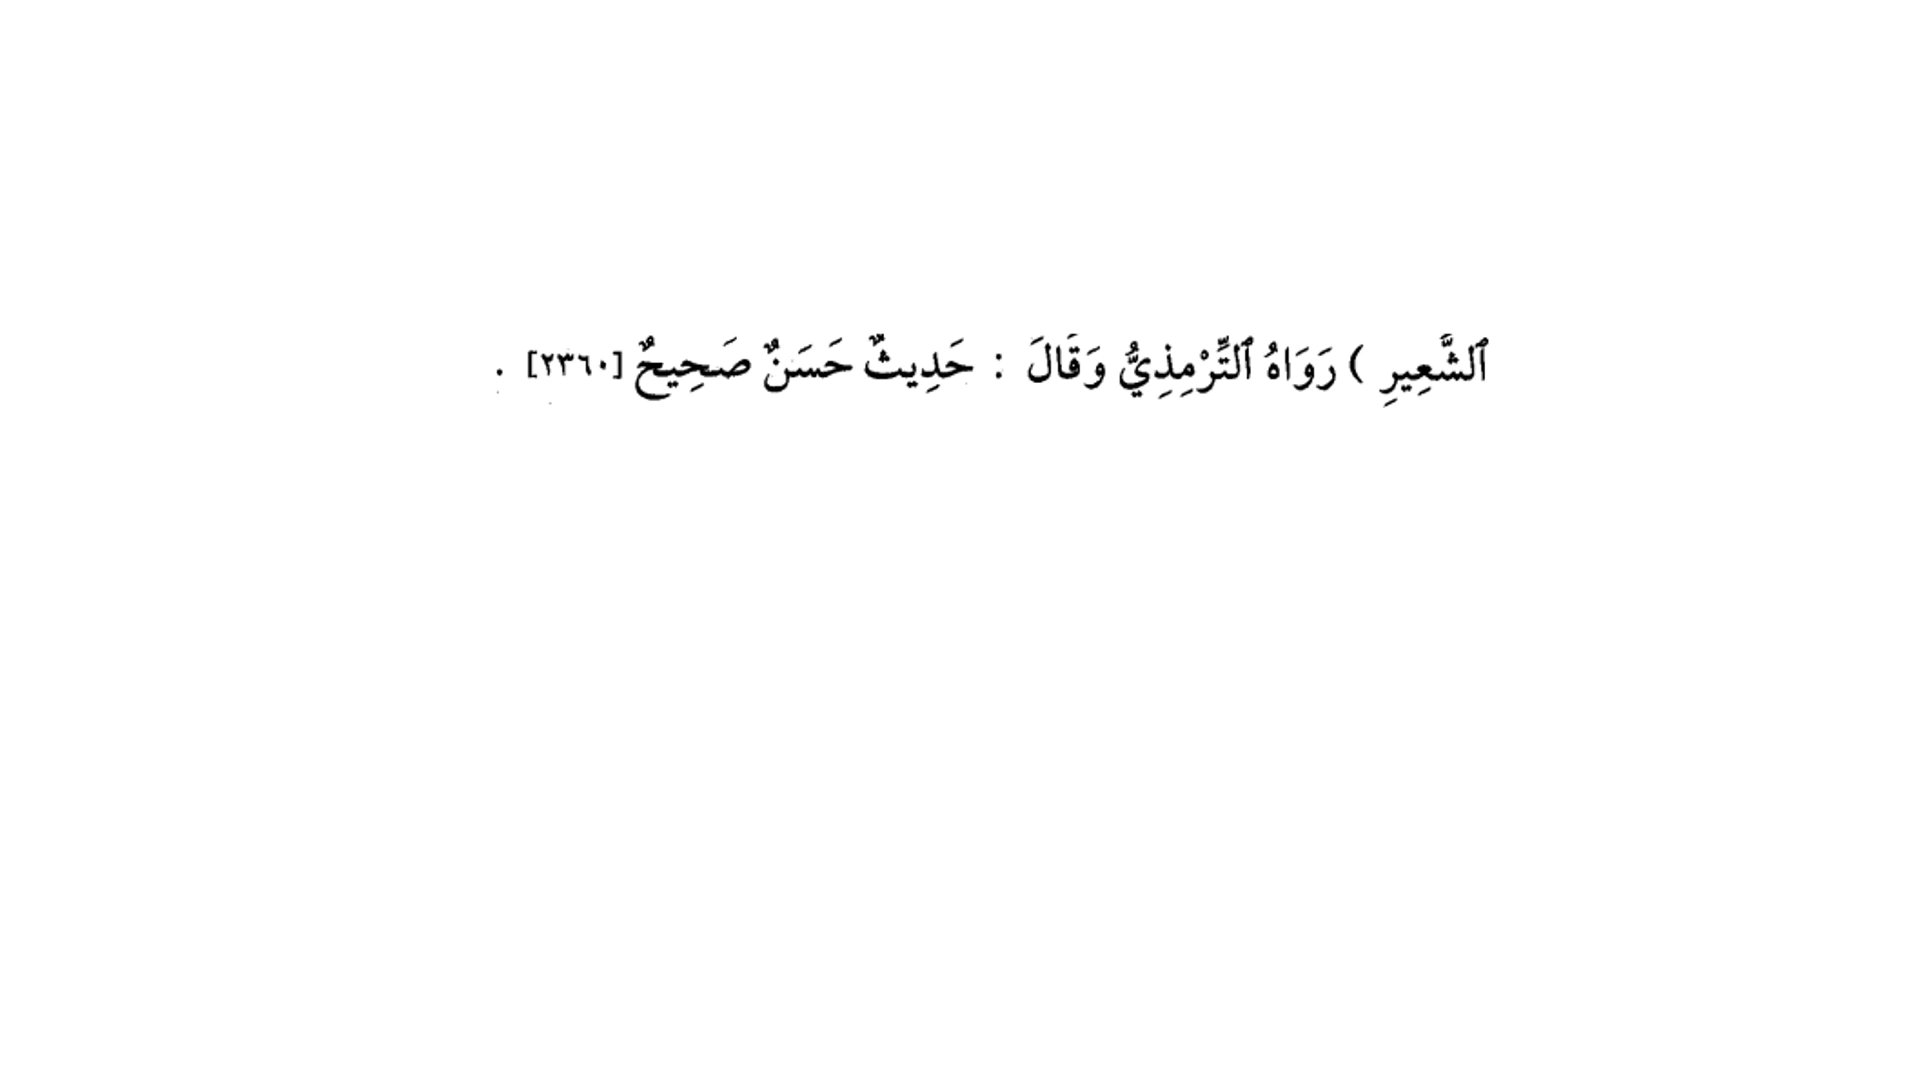 ٱلشَّعِيرِ ) رَوَاهُ ٱلتِّرْمِذِيُّ وَقَالَ : حَدِيثٌ حَسَنٌ صَحِيحٌ [٢٣٦٠] .